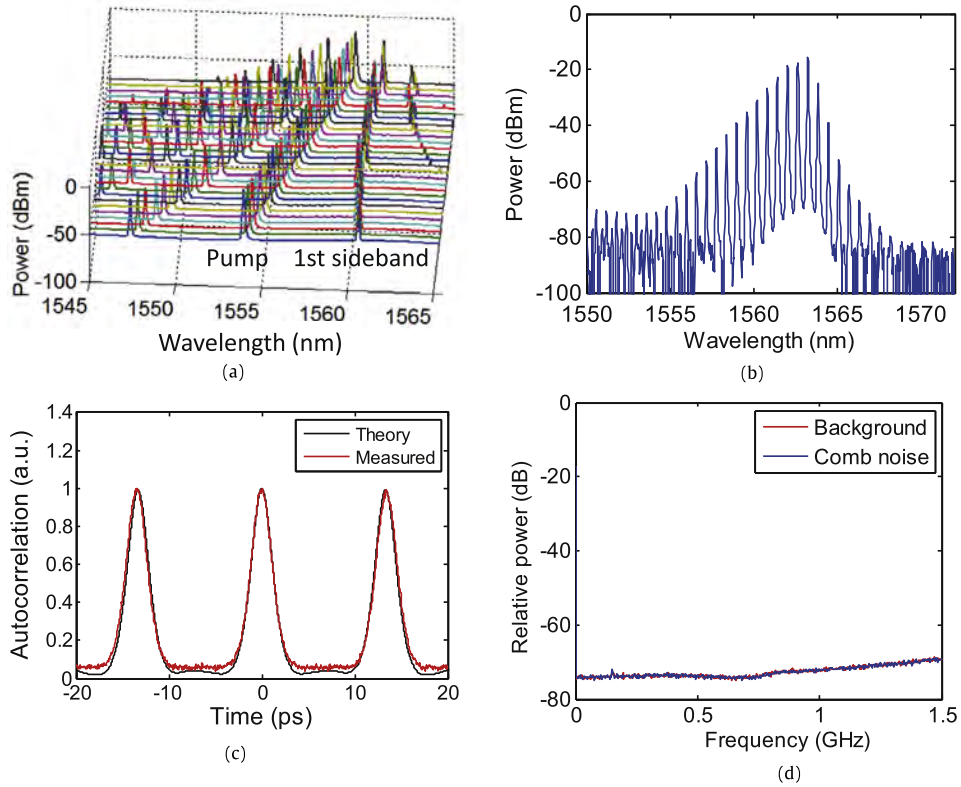 0
-50
-100
Power (dBm)
Pump 1st sideband
1545 1550 1555 1560 1565
Wavelength (nm)
(a)
0
-20
-40
-60
-80
-100
Power (dBm)
1550 1555 1560 1565 1570
Wavelength (nm)
(b)
1.4
1.2
1
0.8
0.6
0.4
0.2
0
Autocorrelation (a.u.)
Theory
Measured
-20 -10 0 10 20
Time (ps)
(c)
0
-20
-40
-60
-80
Relative power (dB)
Background
Comb noise
0 0.5 1 1.5
Frequency (GHz)
(d)